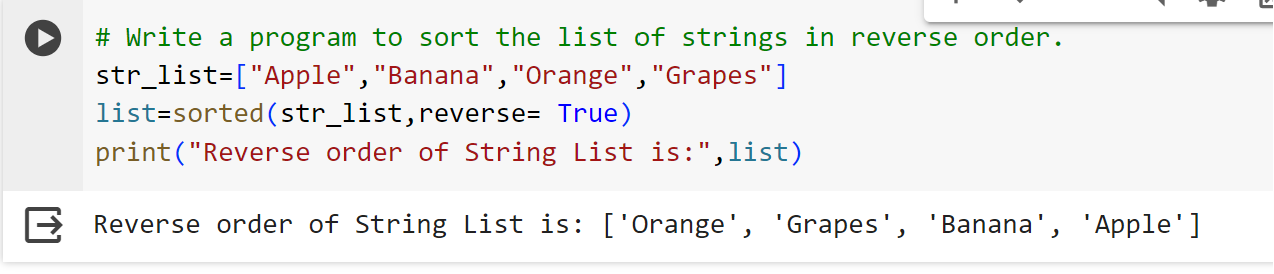 # Write a program to sort the list of strings in reverse order.
str_list=["Apple","Banana","Orange","Grapes"]
list=sorted(str_list,reverse= True)
print("Reverse order of String List is:",list)
Reverse order of String List is: ['Orange', 'Grapes', 'Banana', 'Apple']